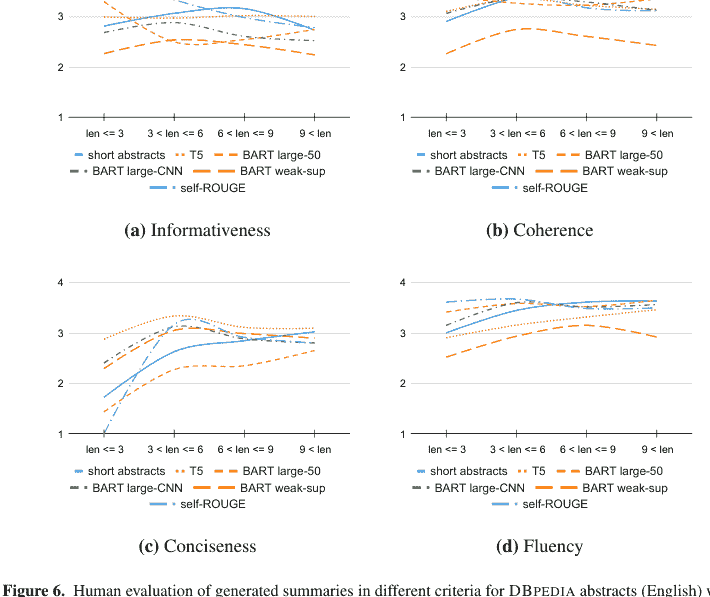 3
2
1
len <= 3 3 < len <= 6 6 < len <= 9 9 < len
short abstracts T5 BART large-50
BART large-CNN BART weak-sup
self-ROUGE
(a) Informativeness
3
2
1
len <= 3 3 < len <= 6 6 < len <= 9 9 < len
short abstracts T5 BART large-50
BART large-CNN BART weak-sup
self-ROUGE
(b) Coherence
4
3
2
1
len <= 3 3 < len <= 6 6 < len <= 9 9 < len
short abstracts T5 BART large-50
BART large-CNN BART weak-sup
self-ROUGE
(c) Conciseness
4
3
2
1
len <= 3 3 < len <= 6 6 < len <= 9 9 < len
short abstracts T5 BART large-50
BART large-CNN BART weak-sup
self-ROUGE
(d) Fluency
Figure 6. Human evaluation of generated summaries in different criteria for DBPEDIA abstracts (English)